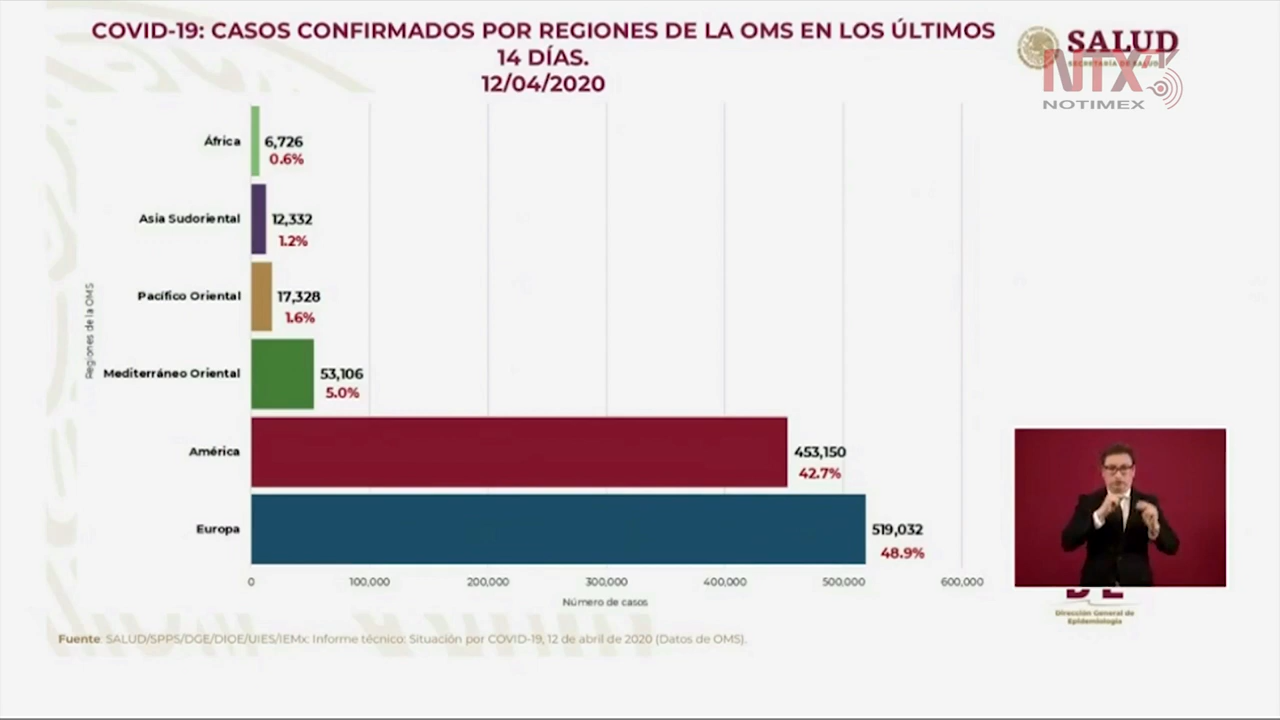 COVID-19: CASOS CONFIRMADOS POR REGIONES DE LA OMS EN LOS ÚLTIMOS
14 DÍAS.
12/04/2020
SALUD
SECRETARÍA DE SALUD
NTX
NOTIMEX
África
6,726
0.6%
Asia Sudoriental
12,332
1.2%
Pacífico Oriental
17,328
1.6%
Mediterráneo Oriental
53,106
5.0%
América
453,150
42.7%
Europa
519,032
48.9%
Regiones de la OMS
0 100,000 200,000 300,000 400,000 500,000 600,000
Número de casos
Dirección General de
Epidemiología
Fuente: SALUD/SPPS/DGE/DIOE/UIES/IEMx: Informe técnico: Situación por COVID-19, 12 de abril de 2020 (Datos de OMS).